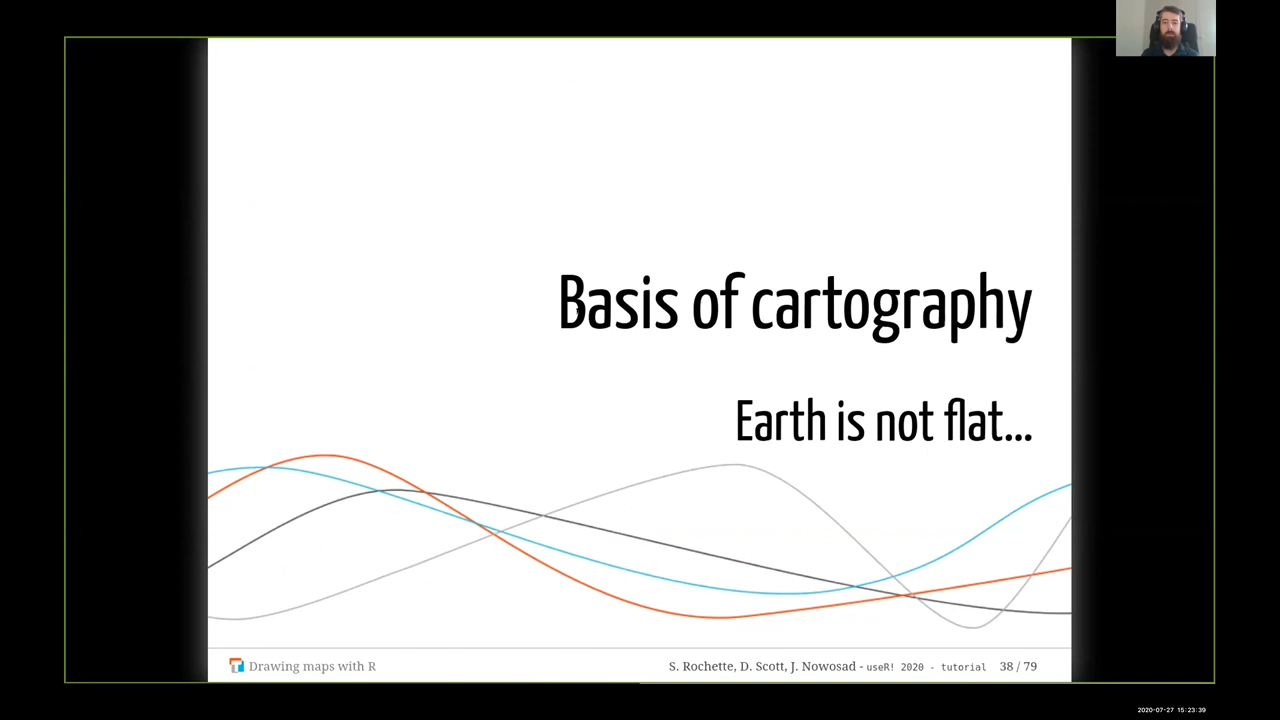 Basis of cartography
Earth is not flat...
Drawing maps with R
S. Rochette, D. Scott, J. Nowosad - useR! 2020 - tutorial 38 / 79
2020-07-27 15:23:39